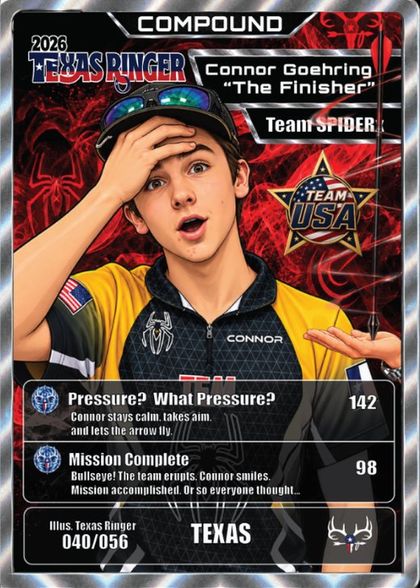 COMPOUND
2026
TEXAS RINGER
Connor Goehring
“The Finisher”
Team SPIDER
TEAM
USA
CONNOR
TEAM
Pressure? What Pressure?
142
Connor stays calm, takes aim,
and lets the arrow fly.
Mission Complete
98
Bullseye! The team erupts. Connor smiles.
Mission accomplished. Or so everyone thought...
Illus. Texas Ringer
040/056
TEXAS